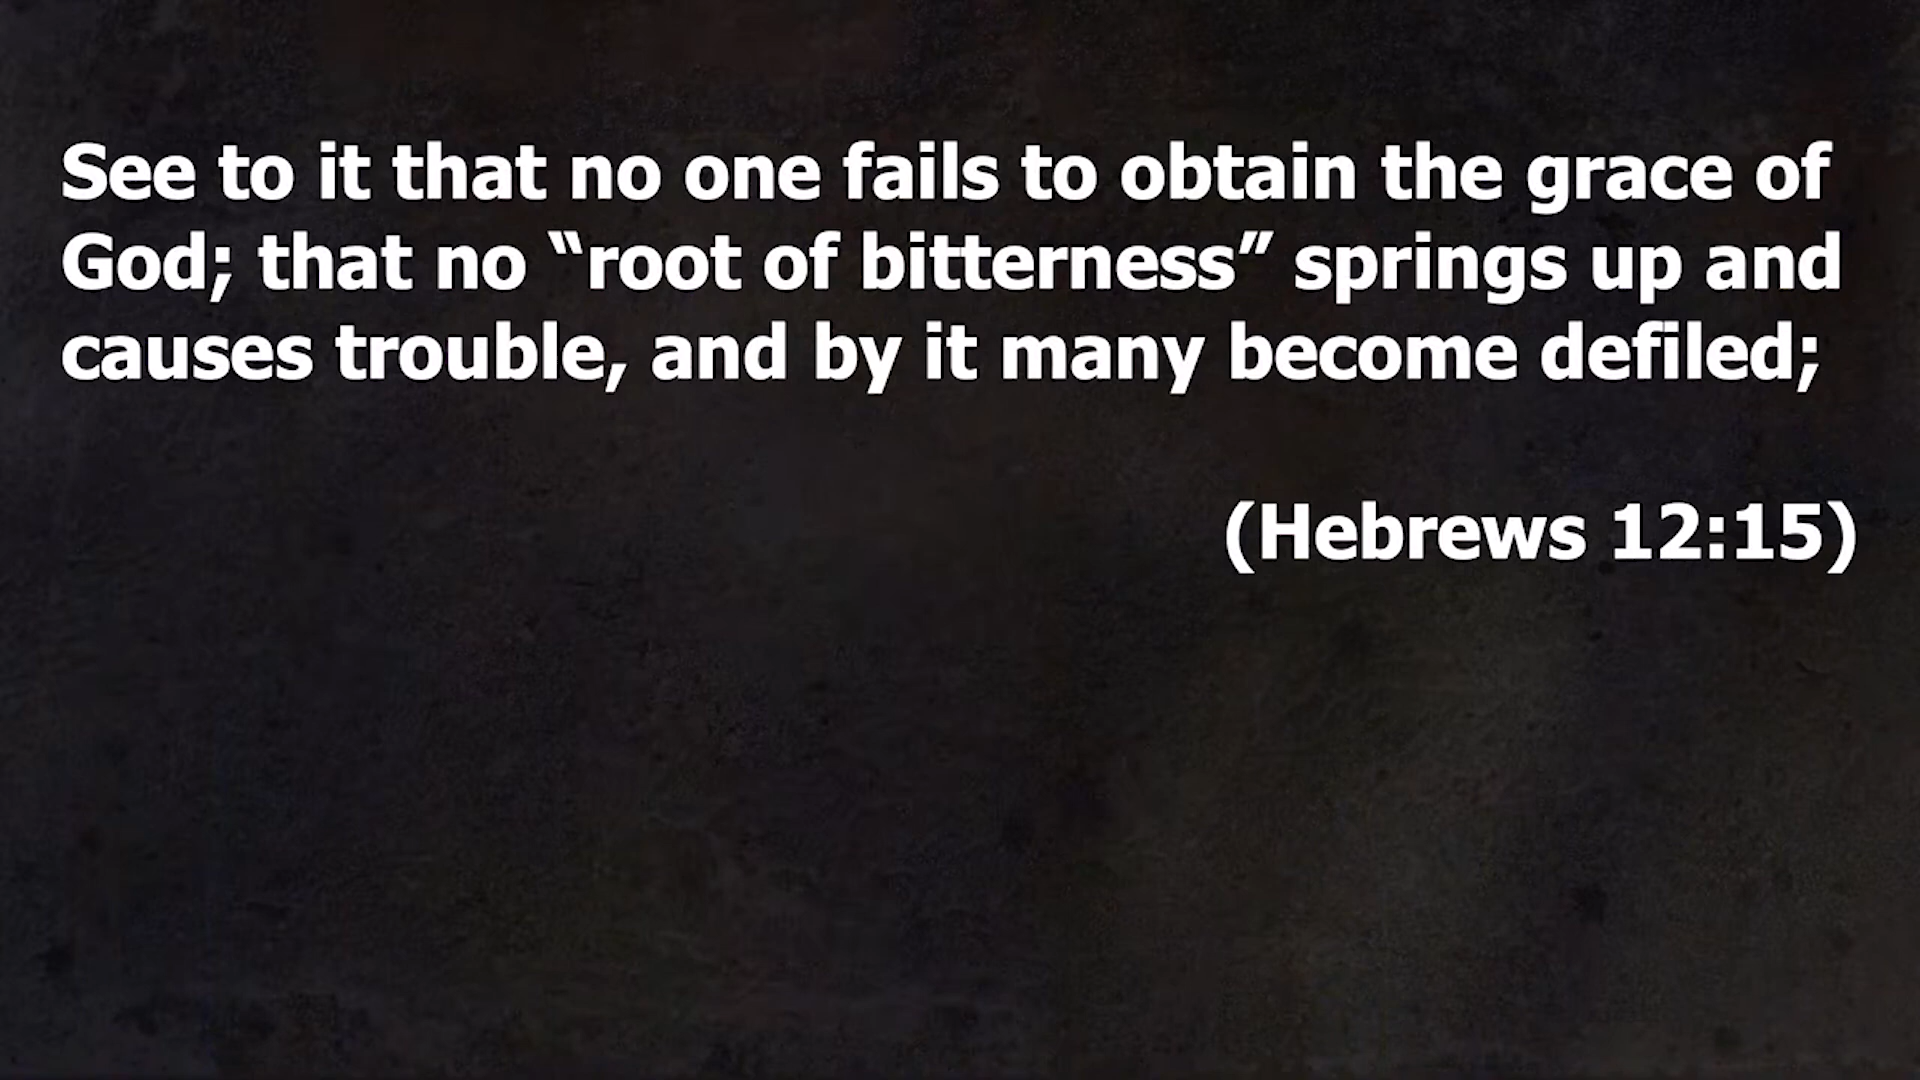 See to it that no one fails to obtain the grace of
God; that no “root of bitterness” springs up and
causes trouble, and by it many become defiled;
(Hebrews 12:15)